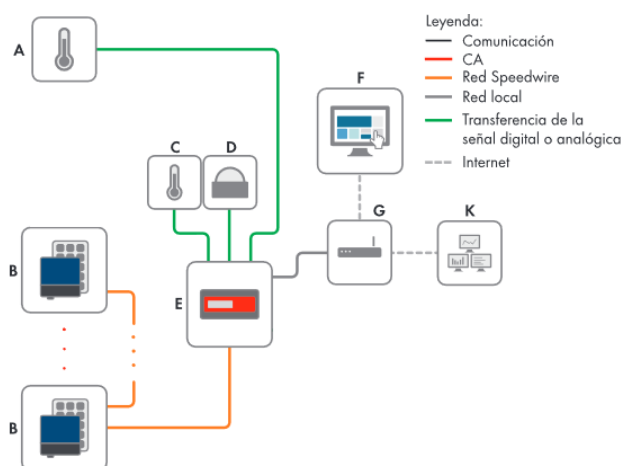 Leyenda:
Comunicación
CA
Red Speedwire
Red local
Transferencia de la
señal digital o analógica
Internet
A
F
C
D
G
K
B
E
B